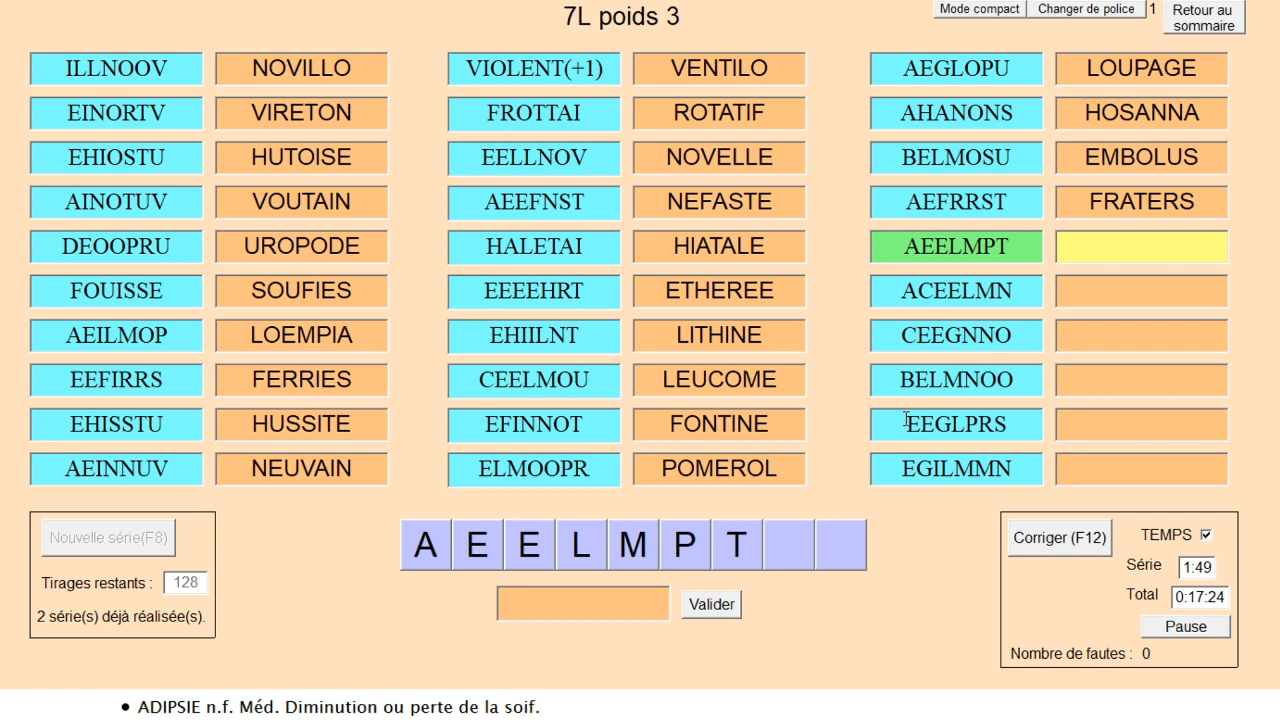 7L poids 3
Mode compact
Changer de police
1
Retour au
sommaire
ILLNOOV NOVILLO VIOLENT(+1) VENTILO AEGLOPU LOUPAGE
EINORTV VIRETON FROTTAI ROTATIF AHANONS HOSANNA
EHIOSTU HUTOISE EELLNOV NOVELLE BELMOSU EMBOLUS
AINOTUV VOUTAIN AEEFNST NEFASTE AEFRRST FRATERS
DEOOPRU UROPODE HALETAI HIATALE AEELMPT
FOUISSE SOUFIES EEEEHRT ETHEREE ACEELMN
AEILMOP LOEMPIA EHIILNT LITHINE CEEGNNO
EEFIRRS FERRIES CEELMOU LEUCOME BELMNOO
EHISSTU HUSSITE EFINNOT FONTINE EEGLPRS
AEINNUV NEUVAIN ELMOOPR POMEROL EGILMMN
Nouvelle série(F8)
Tirages restants : 128
2 série(s) déjà réalisée(s).
A E E L M P T
Valider
Corriger (F12)
TEMPS
Série 1:49
Total 0:17:24
Pause
Nombre de fautes : 0
• ADIPSIE n.f. Méd. Diminution ou perte de la soif.